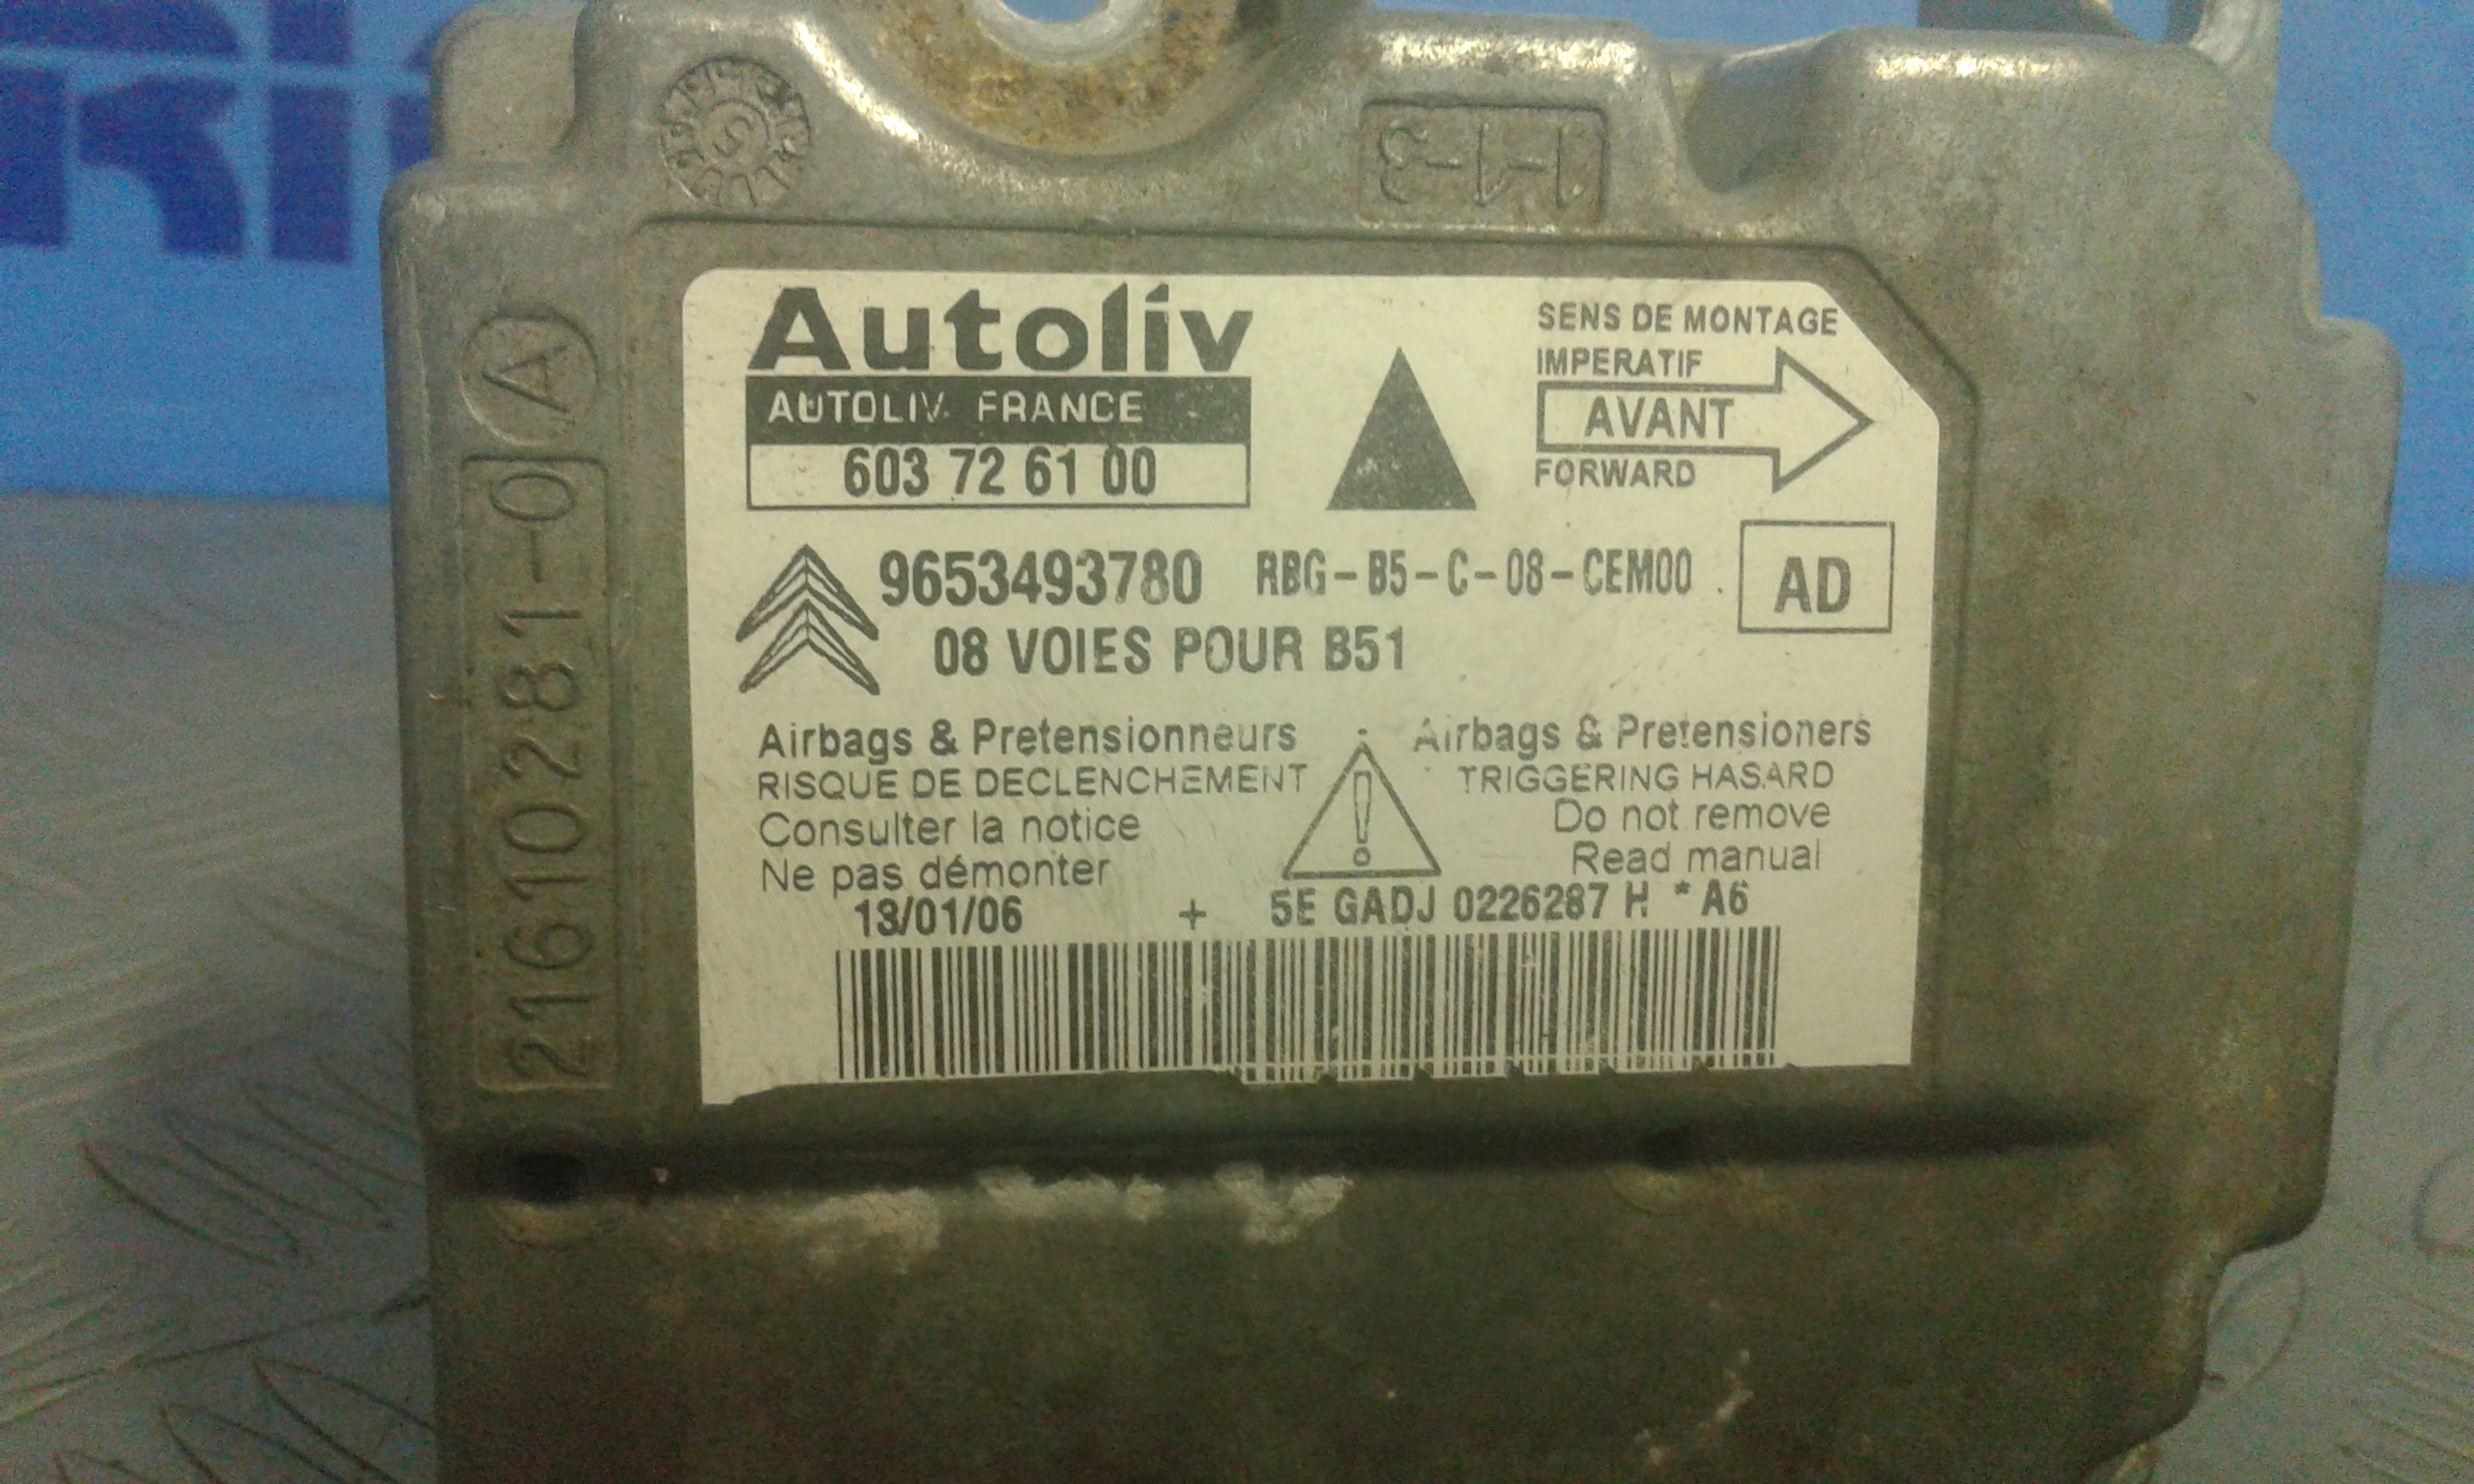 1-1-3
A
21610281-0
Autoliv
AUTOLIV FRANCE
603 72 61 00
SENS DE MONTAGE
IMPERATIF
AVANT
FORWARD
9653493780 RBG-B5-C-08-CEM00
AD
08 VOIES POUR B51
Airbags & Pretensionneurs
RISQUE DE DECLENCHEMENT
Consulter la notice
Ne pas démonter
Airbags & Pretensioners
TRIGGERING HASARD
Do not remove
Read manual
13/01/06 + 5E GADJ 0226287 H *A6